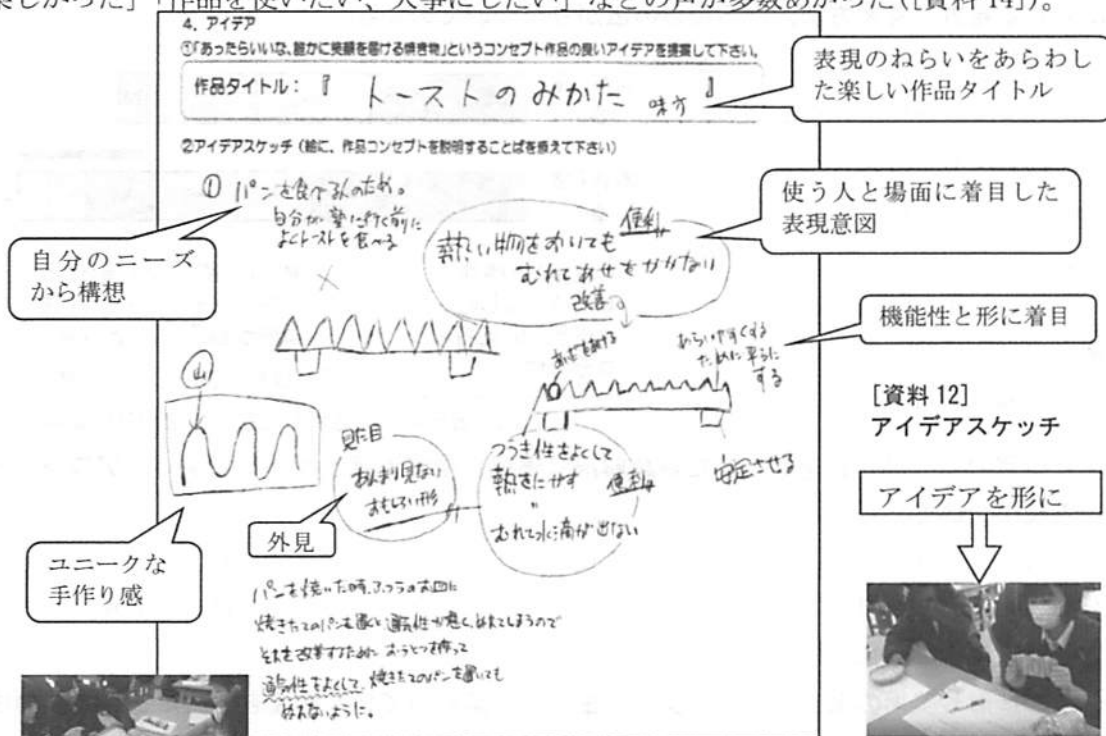 楽しかった」「作品を使いたい、大事にしたい」などの声が多数あがった([資料 14])。
4. アイデア
①「あったらいいな、誰かに笑顔を届ける焼き物」というコンセプト作品の良いアイデアを提案して下さい。
作品タイトル：『 トーストのみかた 味方 』
表現のねらいをあらわし
た楽しい作品タイトル
②アイデアスケッチ（絵に、作品コンセプトを説明することばを添えて下さい）
① パンを食べる人のため。
自分が塾に行く前に
よくトーストを食べる
自分のニーズ
から構想
便利
熱い物をおいても
むれてあせをかかない
改善
使う人と場面に着目した
表現意図
機能性と形に着目
あなをあける
あらいやすくする
ために平らに
する
山
見た目
あんまり見ない
おもしろい形
外見
つうき性をよくして
熱をにがす 便利
むれて水滴が出ない
安定させる
[資料 12]
アイデアスケッチ
アイデアを形に
ユニークな
手作り感
パンを焼いた時、ふつうのお皿に
焼きたてのパンを置くと通気性が悪く、ぬれてしまうので
それを改善するために おうとつを作って
通気性をよくして、焼きたてのパンを置いても
ぬれないように。